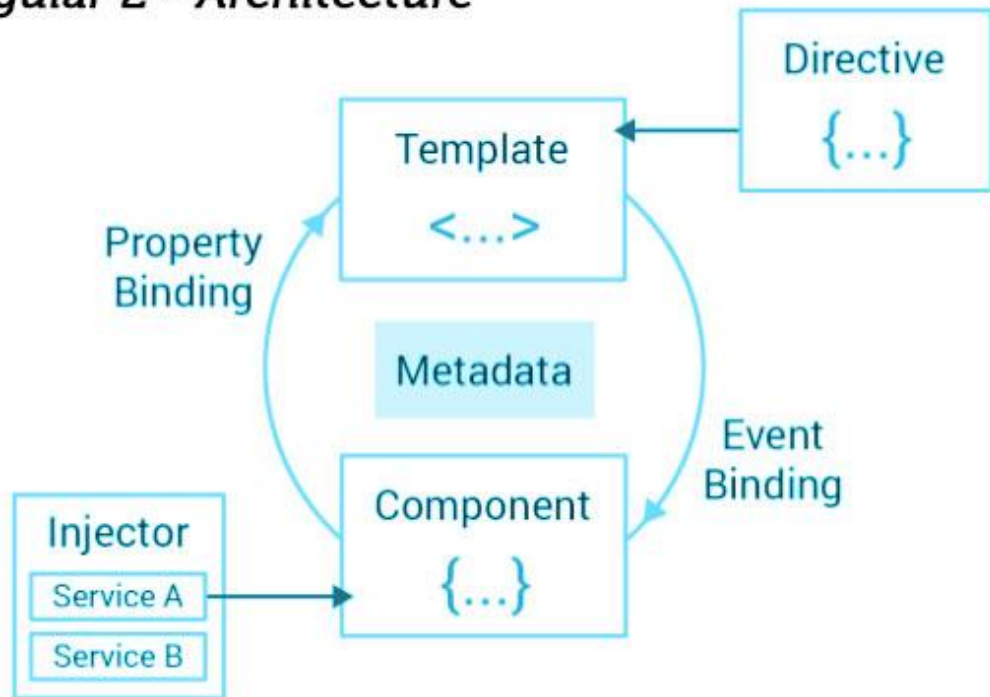 gular 2 - Architecture
Directive
{...}
Template
<...>
Property
Binding
Metadata
Event
Binding
Component
{...}
Injector
Service A
Service B